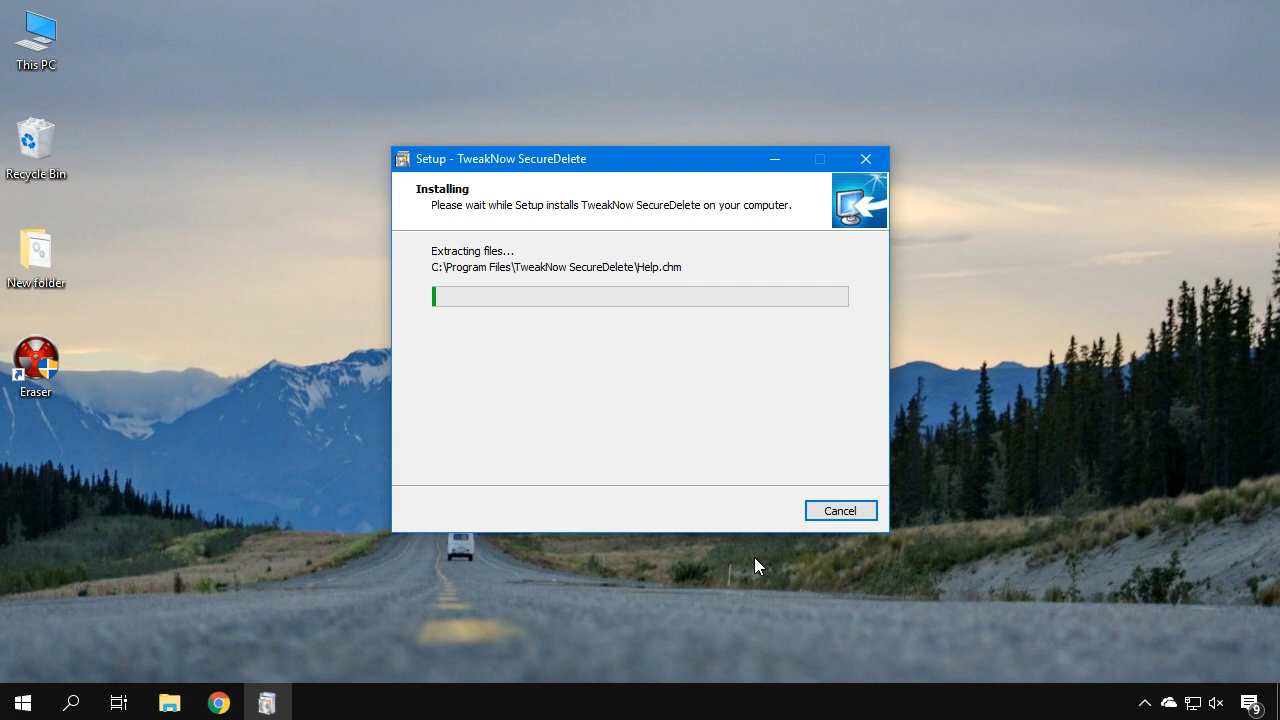 This PC
Recycle Bin
New folder
Eraser
Setup - TweakNow SecureDelete
Installing
Please wait while Setup installs TweakNow SecureDelete on your computer.
Extracting files...
C:\Program Files\TweakNow SecureDelete\Help.chm
Cancel
9